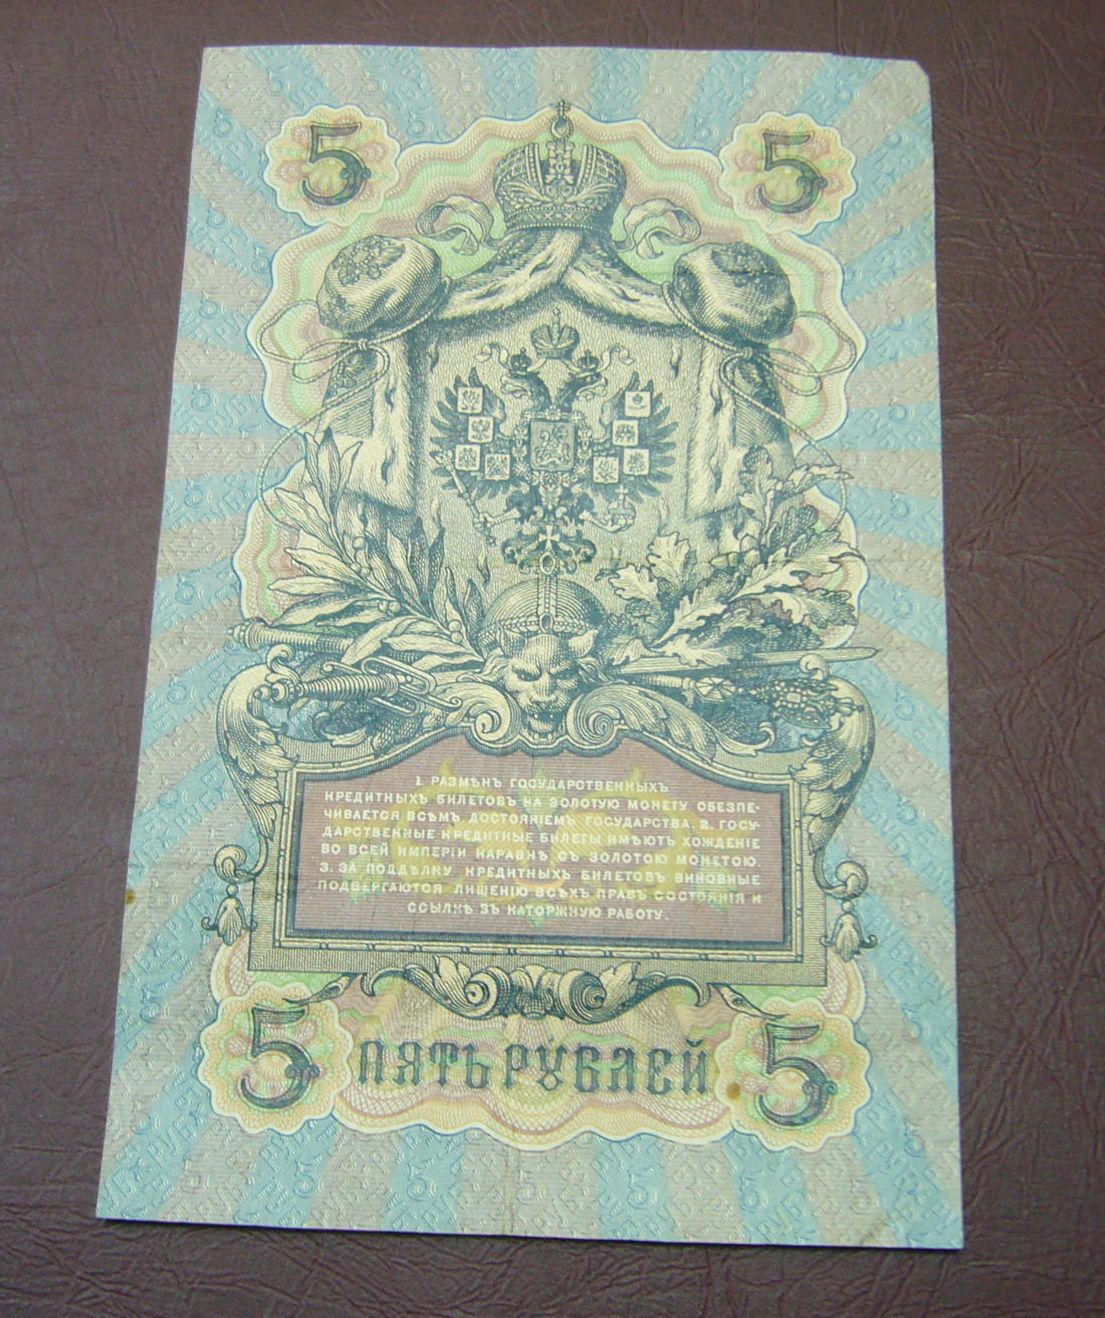 5 5
1. РАЗМѢНЪ ГОСУДАРСТВЕННЫХЪ
КРЕДИТНЫХЪ БИЛЕТОВЪ НА ЗОЛОТУЮ МОНЕТУ ОБЕЗПЕ-
ЧИВАЕТСЯ ВСѢМЪ ДОСТОЯНІЕМЪ ГОСУДАРСТВА. 2. ГОСУ-
ДАРСТВЕННЫЕ КРЕДИТНЫЕ БИЛЕТЫ ИМѢЮТЪ ХОЖДЕНІЕ
ВО ВСЕЙ ИМПЕРІИ НАРАВНѢ СЪ ЗОЛОТОЮ МОНЕТОЮ.
3. ЗА ПОДДѢЛКУ КРЕДИТНЫХЪ БИЛЕТОВЪ ВИНОВНЫЕ
ПОДВЕРГАЮТСЯ ЛИШЕНІЮ ВСѢХЪ ПРАВЪ СОСТОЯНІЯ И
ССЫЛКѢ ВЪ КАТОРЖНУЮ РАБОТУ.
5 ПЯТЬ РУБЛЕЙ 5